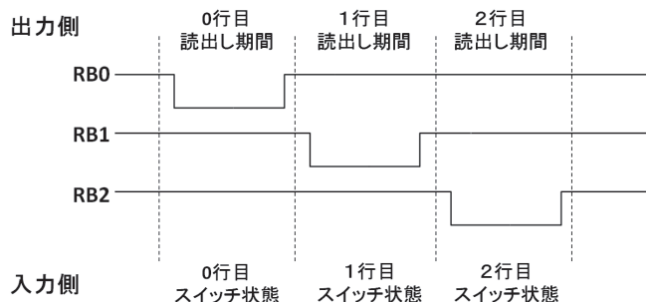 出力側
0行目 1行目 2行目
読出し期間 読出し期間 読出し期間
RB0
RB1
RB2
入力側
0行目 1行目 2行目
スイッチ状態 スイッチ状態 スイッチ状態